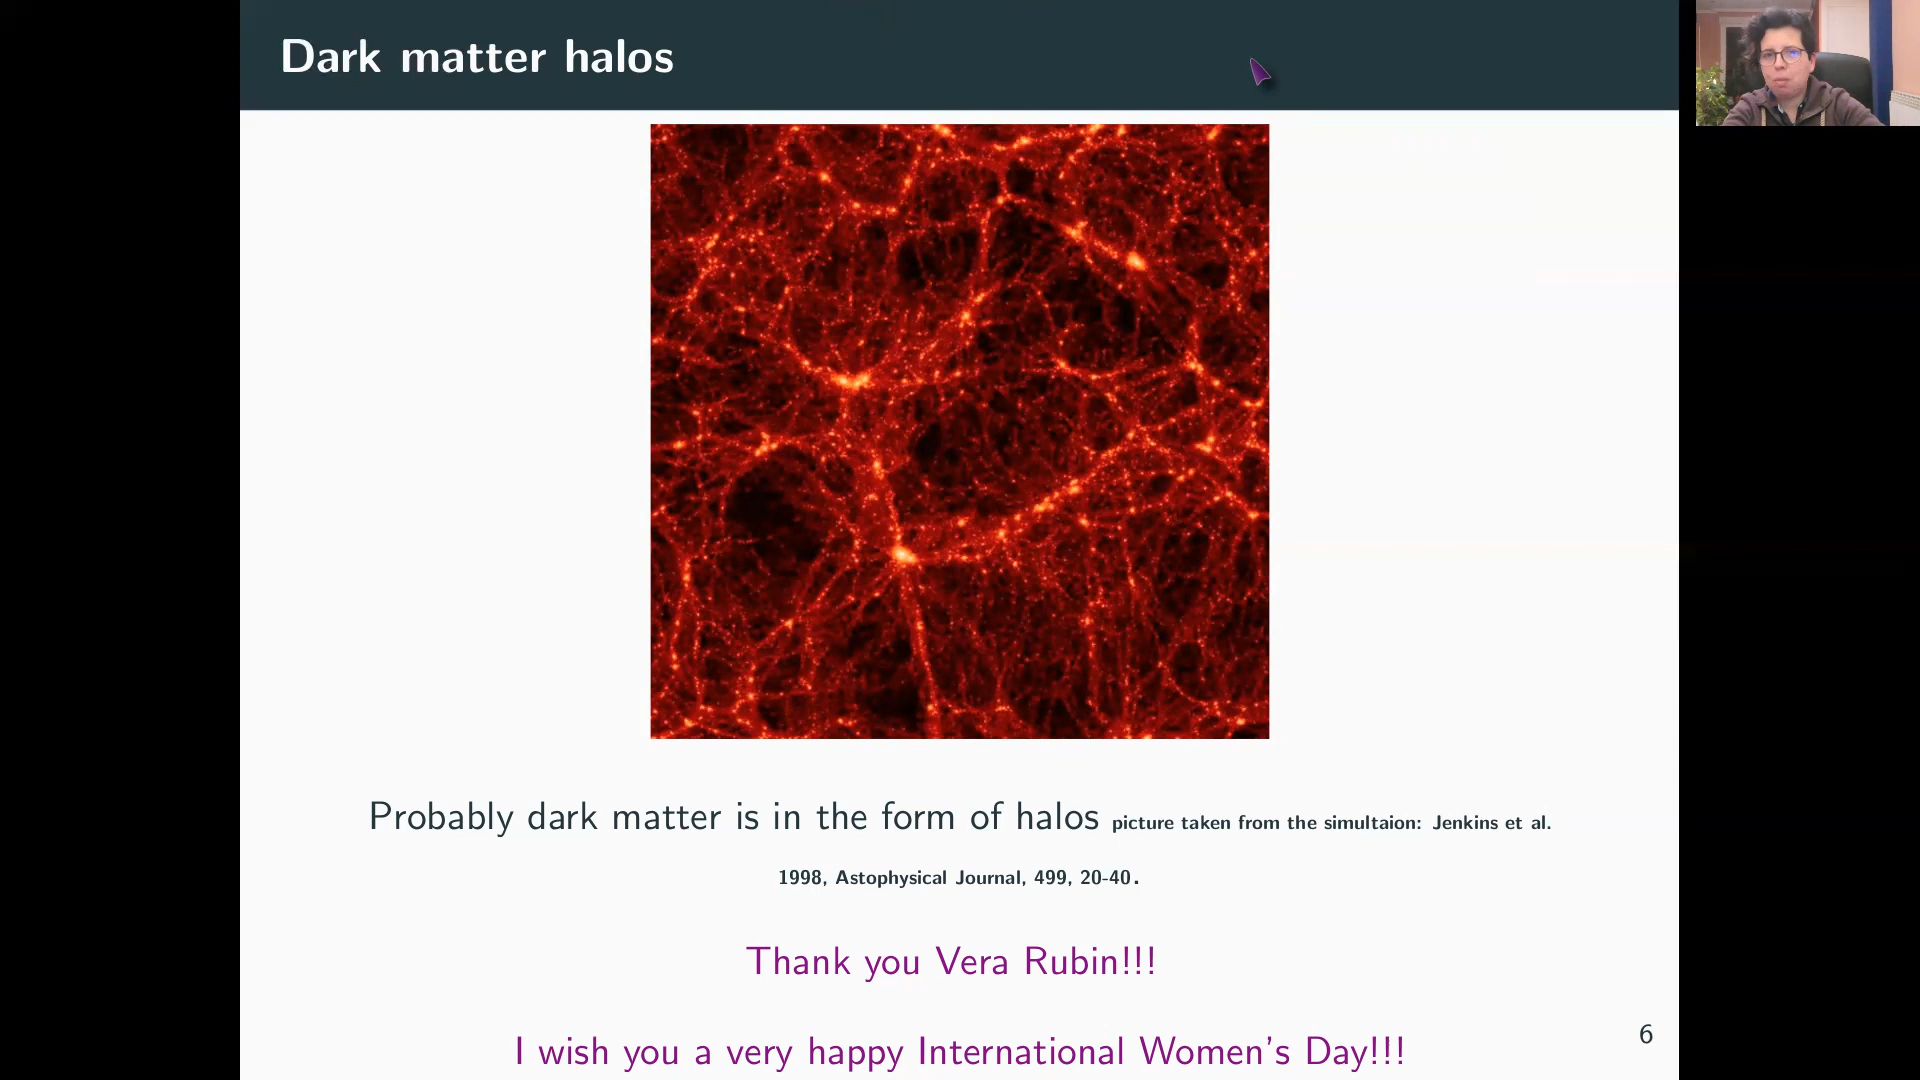 Dark matter halos
Probably dark matter is in the form of halos picture taken from the simultaion: Jenkins et al.
1998, Astophysical Journal, 499, 20-40.
Thank you Vera Rubin!!!
I wish you a very happy International Women's Day!!!
6